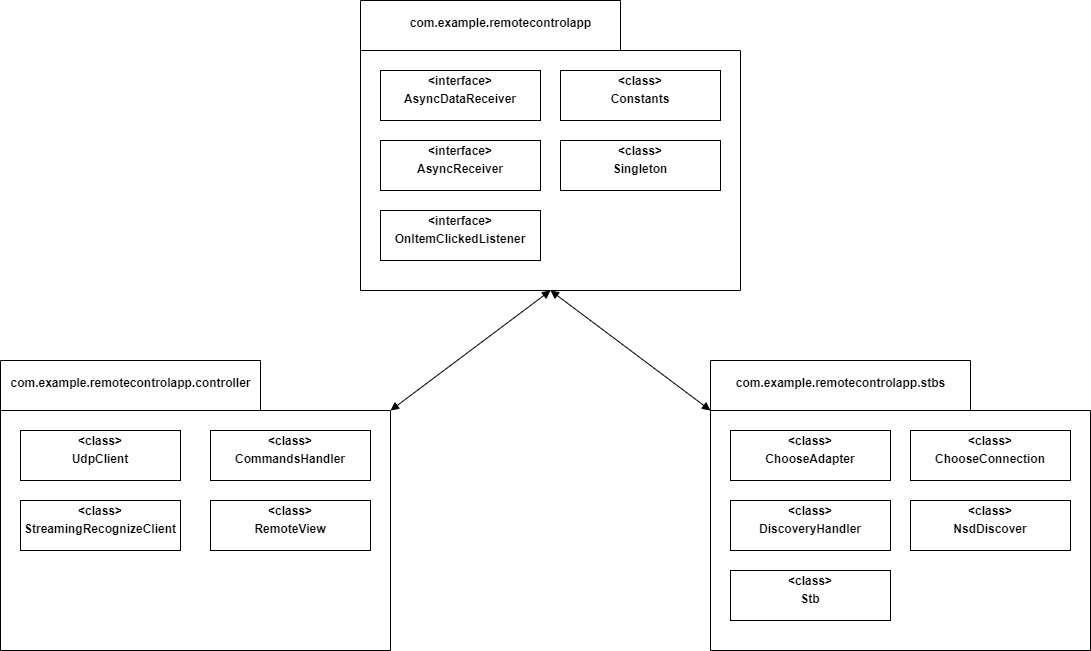 com.example.remotecontrolapp
<interface>
AsyncDataReceiver
<class>
Constants
<interface>
AsyncReceiver
<class>
Singleton
<interface>
OnItemClickedListener
com.example.remotecontrolapp.controller
<class>
UdpClient
<class>
CommandsHandler
<class>
StreamingRecognizeClient
<class>
RemoteView
com.example.remotecontrolapp.stbs
<class>
ChooseAdapter
<class>
ChooseConnection
<class>
DiscoveryHandler
<class>
NsdDiscover
<class>
Stb